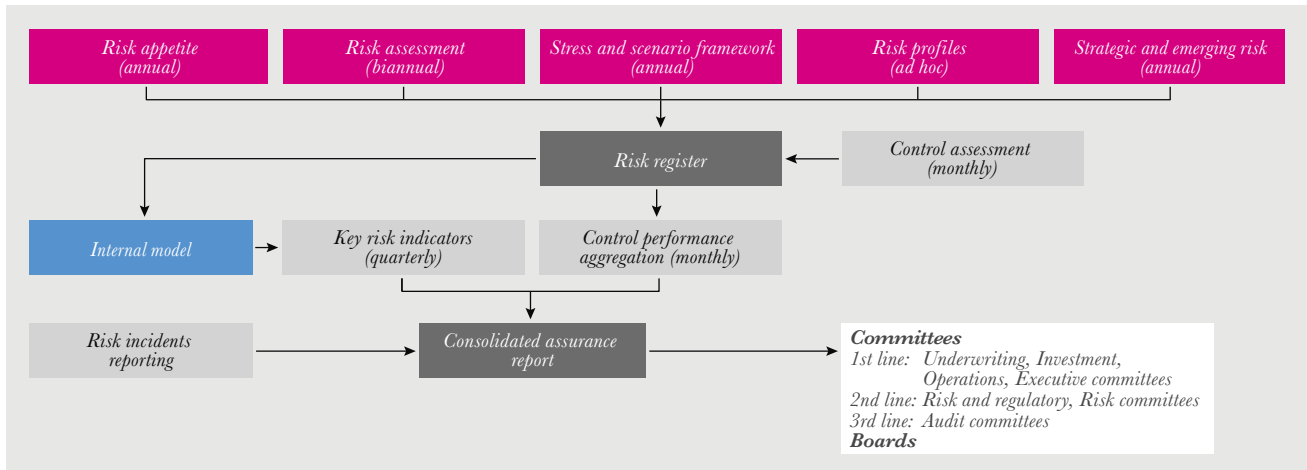 Risk appetite
(annual)
Risk assessment
(biannual)
Stress and scenario framework
(annual)
Risk profiles
(ad hoc)
Strategic and emerging risk
(annual)
Risk register
Control assessment
(monthly)
Internal model
Key risk indicators
(quarterly)
Control performance
aggregation (monthly)
Risk incidents
reporting
Consolidated assurance
report
Committees
1st line: Underwriting, Investment,
Operations, Executive committees
2nd line: Risk and regulatory, Risk committees
3rd line: Audit committees
Boards